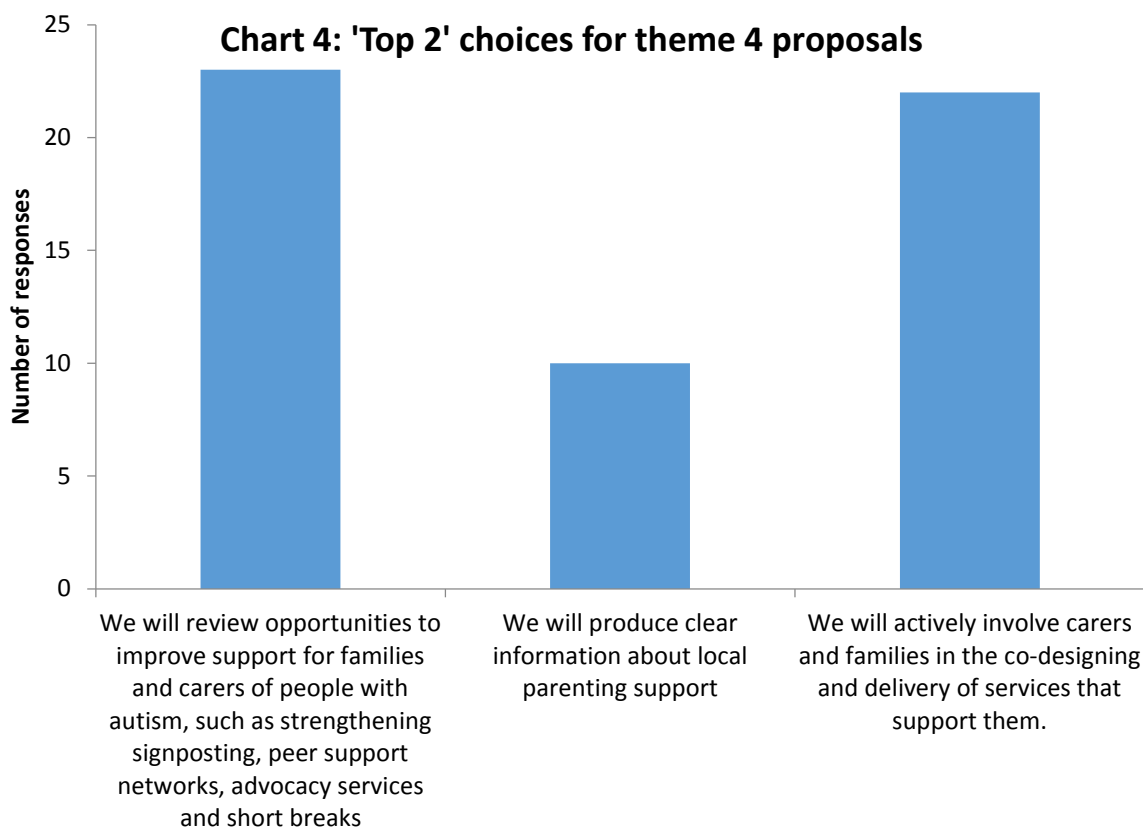 Chart 4: 'Top 2' choices for theme 4 proposals
25
20
15
10
5
0
Number of responses
We will review opportunities to
improve support for families
and carers of people with
autism, such as strengthening
signposting, peer support
networks, advocacy services
and short breaks
We will produce clear
information about local
parenting support
We will actively involve carers
and families in the co-designing
and delivery of services that
support them.